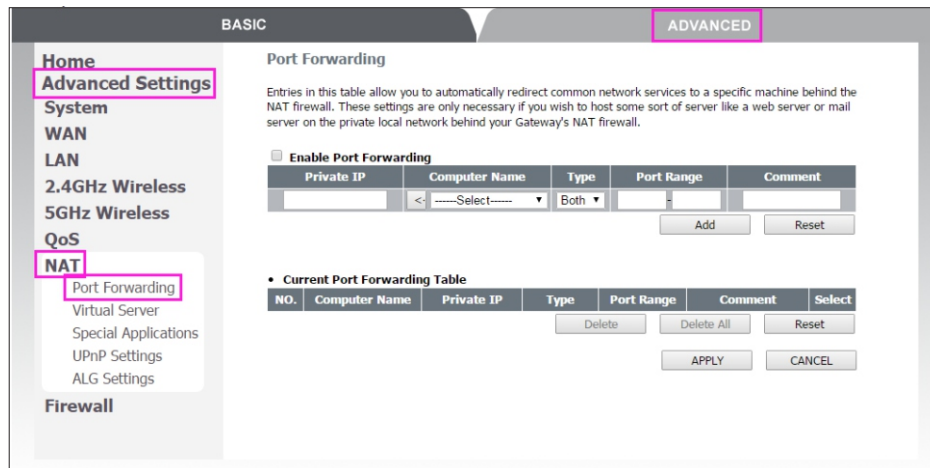 BASIC
ADVANCED
Home
Advanced Settings
System
WAN
LAN
2.4GHz Wireless
5GHz Wireless
QoS
NAT
Port Forwarding
Virtual Server
Special Applications
UPnP Settings
ALG Settings
Firewall
Port Forwarding
Entries in this table allow you to automatically redirect common network services to a specific machine behind the
NAT firewall. These settings are only necessary if you wish to host some sort of server like a web server or mail
server on the private local network behind your Gateway's NAT firewall.
Enable Port Forwarding
Private IP Computer Name Type Port Range Comment
<- ------Select------ Both -
Add Reset
• Current Port Forwarding Table
NO. Computer Name Private IP Type Port Range Comment Select
Delete Delete All Reset
APPLY CANCEL